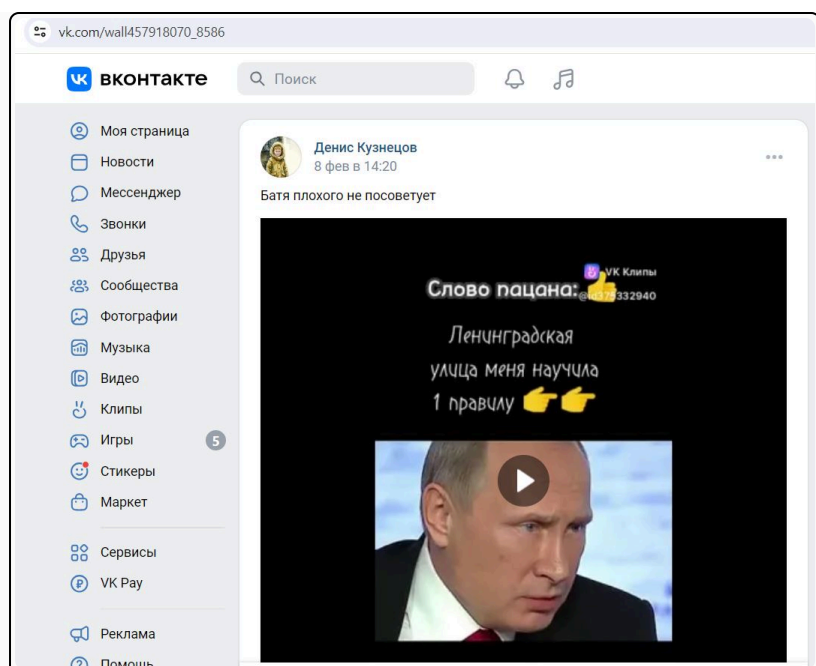 vk.com/wall457918070_8586
вконтакте
Поиск
Моя страница
Новости
Мессенджер
Звонки
Друзья
Сообщества
Фотографии
Музыка
Видео
Клипы
Игры
5
Стикеры
Маркет
Сервисы
VK Pay
Реклама
Помощь
Денис Кузнецов
8 фев в 14:20
Батя плохого не посоветует
VK Клипы
Слово пацана:
@id375332940
Ленинградская
улица меня научила
1 правилу